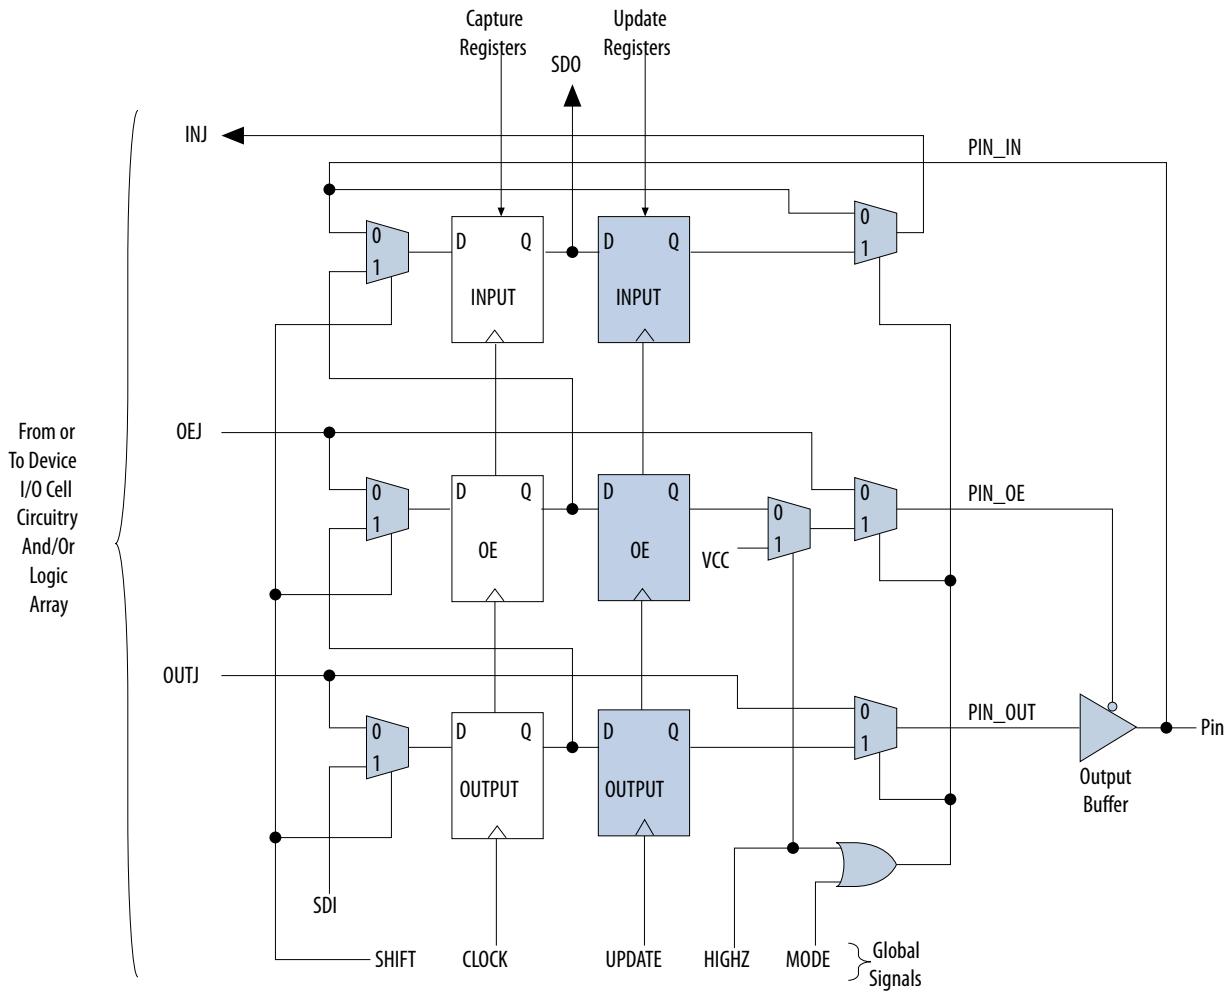 Capture
Registers
Update
Registers
SDO
INJ
PIN_IN
0
1
D Q
INPUT
D Q
INPUT
0
1
From or
To Device
I/O Cell
Circuitry
And/Or
Logic
Array
OEJ
0
1
D Q
OE
D Q
OE
0
1
VCC
0
1
PIN_OE
OUTJ
0
1
D Q
OUTPUT
D Q
OUTPUT
0
1
PIN_OUT
Pin
Output
Buffer
SDI
SHIFT
CLOCK
UPDATE
HIGHZ
MODE
Global
Signals